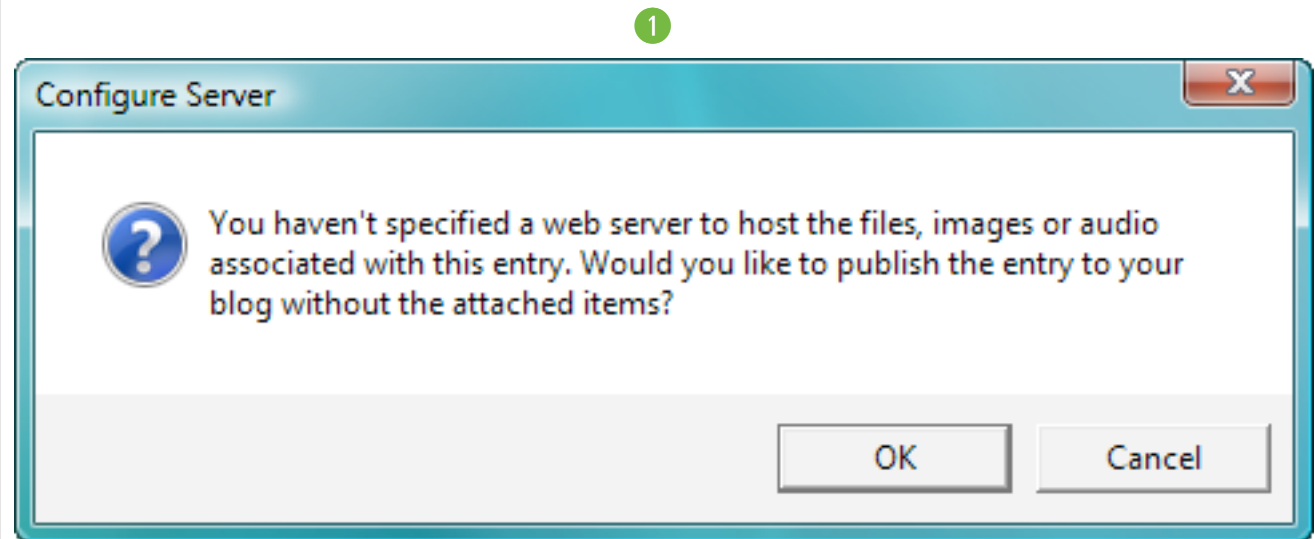 1
Configure Server
You haven't specified a web server to host the files, images or audio
associated with this entry. Would you like to publish the entry to your
blog without the attached items?
OK Cancel